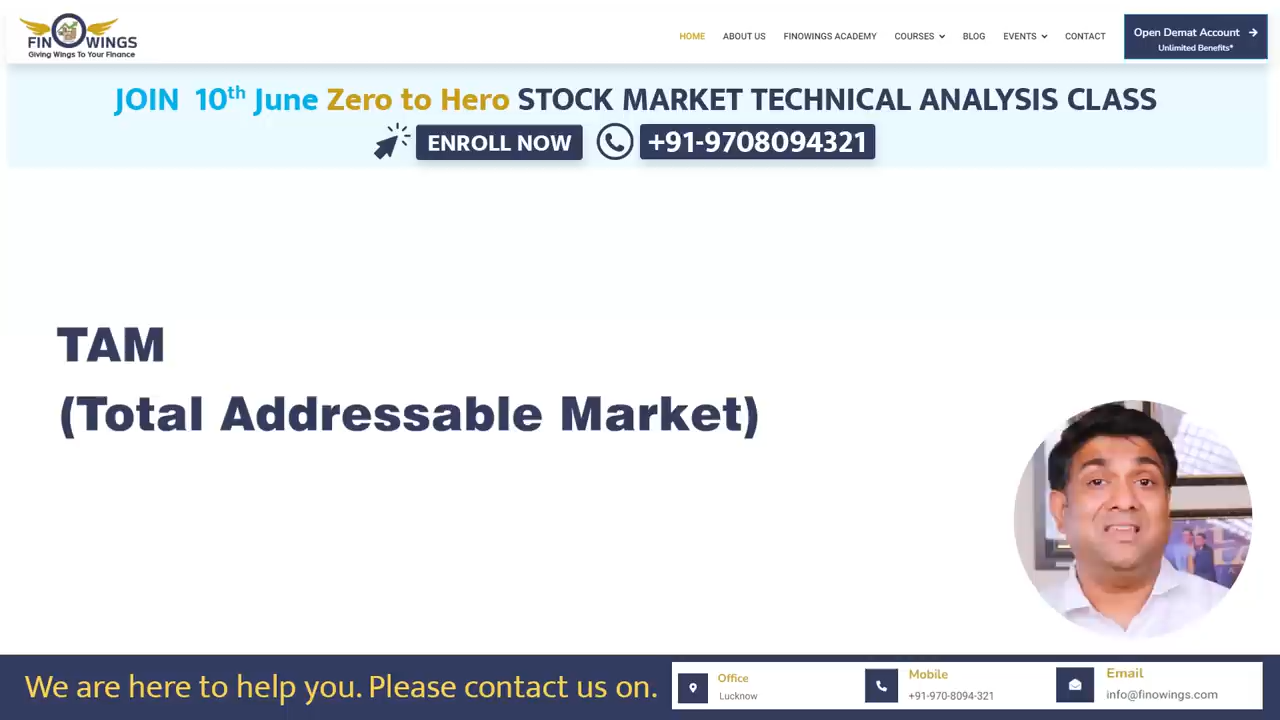 FINOWINGS
Giving Wings To Your Finance
HOME ABOUT US FINOWINGS ACADEMY COURSES BLOG EVENTS CONTACT
Open Demat Account
Unlimited Benefits*
JOIN 10th June Zero to Hero STOCK MARKET TECHNICAL ANALYSIS CLASS
ENROLL NOW +91-9708094321
TAM
(Total Addressable Market)
We are here to help you. Please contact us on.
Office
Lucknow
Mobile
+91-970-8094-321
Email
info@finowings.com